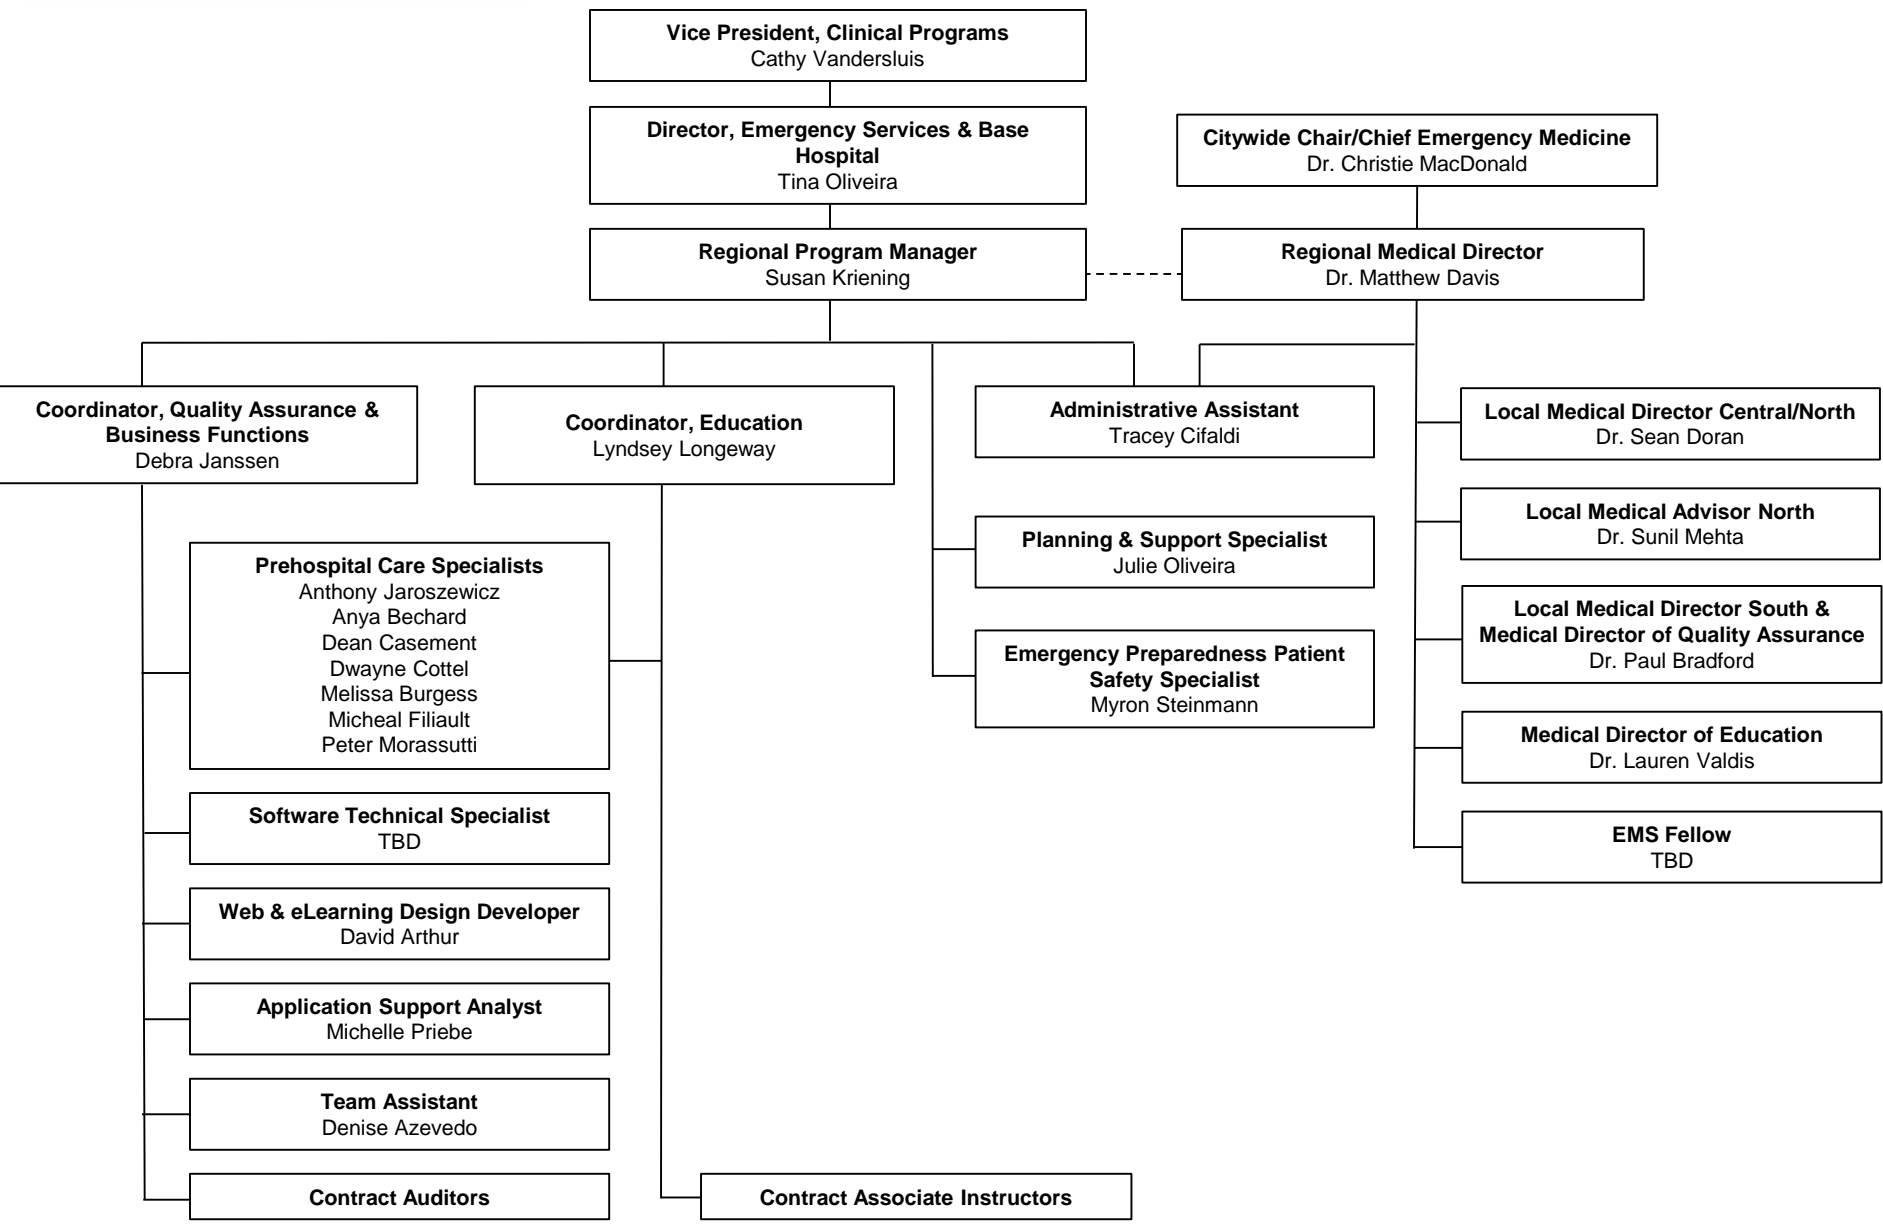 Vice President, Clinical Programs
Cathy Vandersluis
Director, Emergency Services & Base
Hospital
Tina Oliveira
Citywide Chair/Chief Emergency Medicine
Dr. Christie MacDonald
Regional Program Manager
Susan Kriening
Regional Medical Director
Dr. Matthew Davis
Coordinator, Quality Assurance &
Business Functions
Debra Janssen
Coordinator, Education
Lyndsey Longeway
Administrative Assistant
Tracey Cifaldi
Local Medical Director Central/North
Dr. Sean Doran
Local Medical Advisor North
Dr. Sunil Mehta
Planning & Support Specialist
Julie Oliveira
Prehospital Care Specialists
Anthony Jaroszewicz
Anya Bechard
Dean Casement
Dwayne Cottel
Melissa Burgess
Micheal Filiault
Peter Morassutti
Emergency Preparedness Patient
Safety Specialist
Myron Steinmann
Local Medical Director South &
Medical Director of Quality Assurance
Dr. Paul Bradford
Medical Director of Education
Dr. Lauren Valdis
Software Technical Specialist
TBD
EMS Fellow
TBD
Web & eLearning Design Developer
David Arthur
Application Support Analyst
Michelle Priebe
Team Assistant
Denise Azevedo
Contract Auditors
Contract Associate Instructors